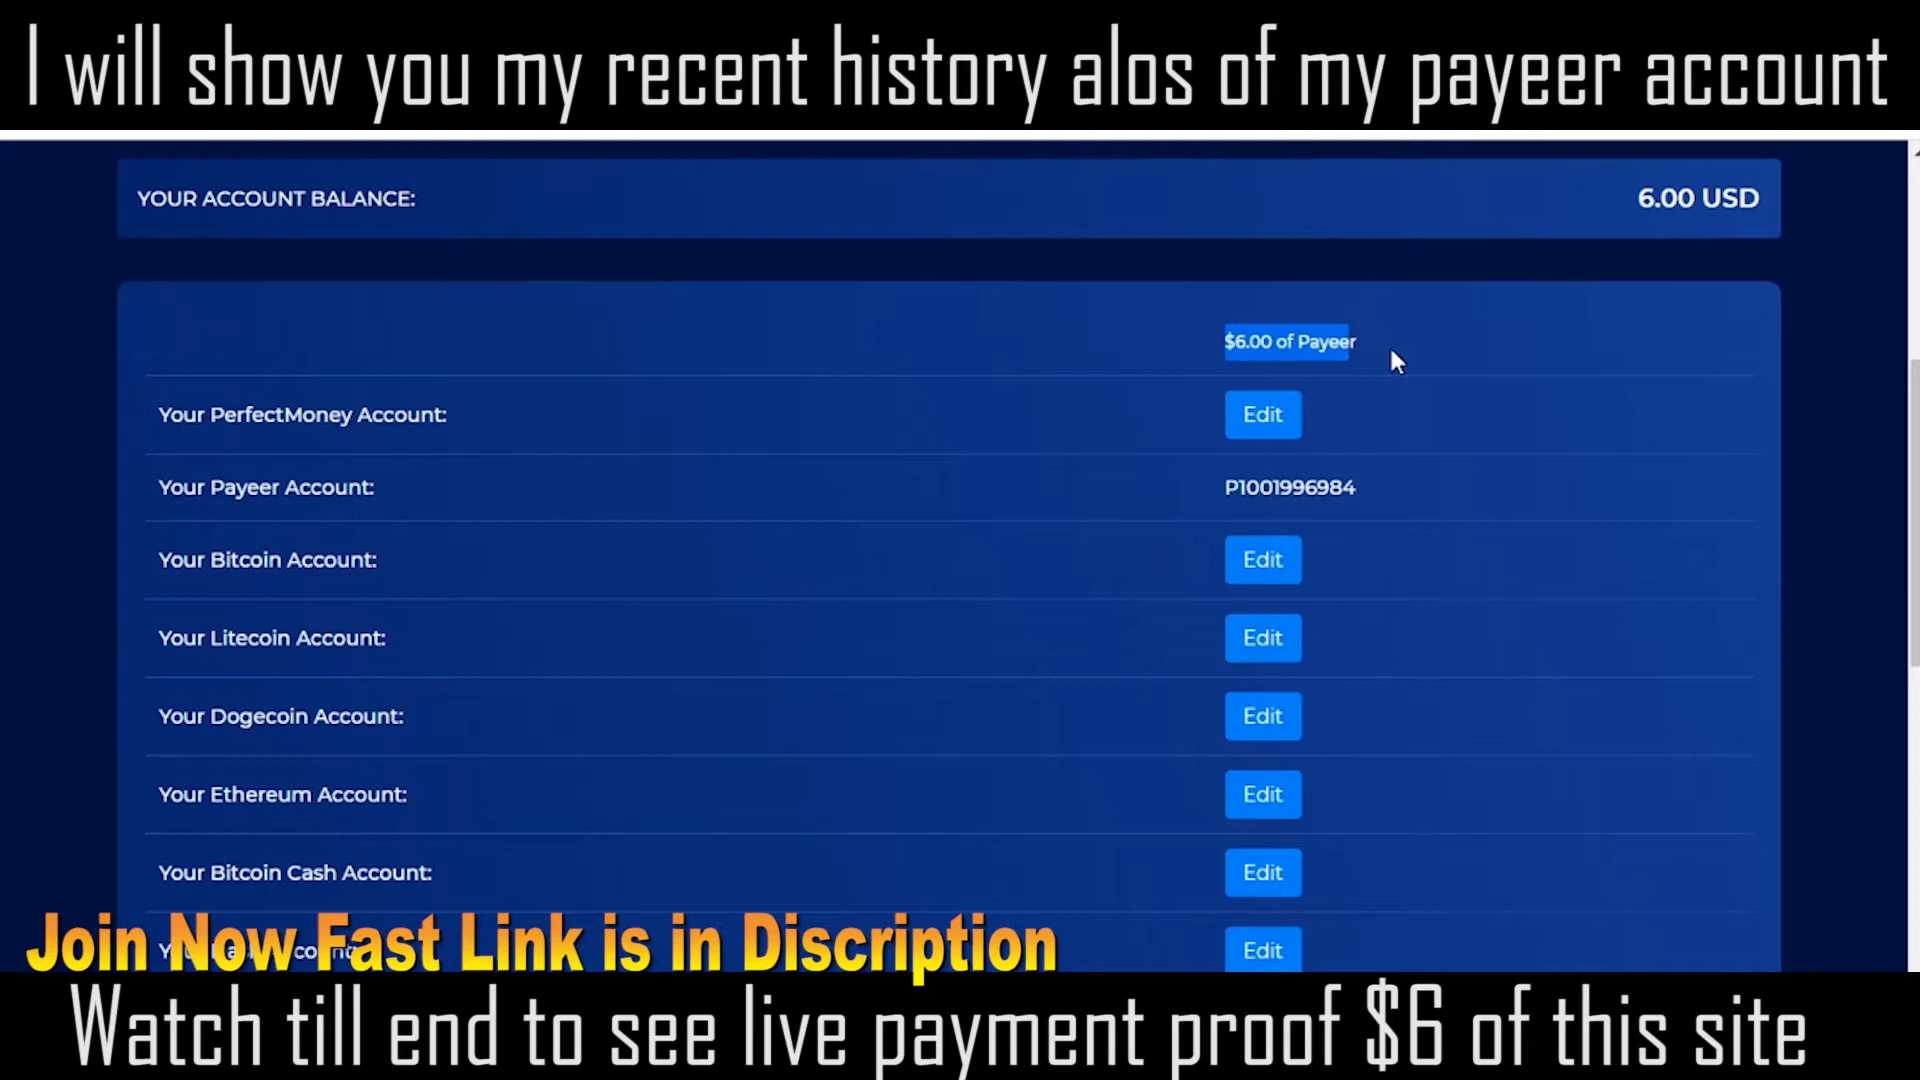 I will show you my recent history alos of my payeer account
YOUR ACCOUNT BALANCE: 6.00 USD
$6.00 of Payeer
Your PerfectMoney Account: Edit
Your Payeer Account: P1001996984
Your Bitcoin Account: Edit
Your Litecoin Account: Edit
Your Dogecoin Account: Edit
Your Ethereum Account: Edit
Your Bitcoin Cash Account: Edit
Edit
Join Now Fast Link is in Discription
Watch till end to see live payment proof $6 of this site